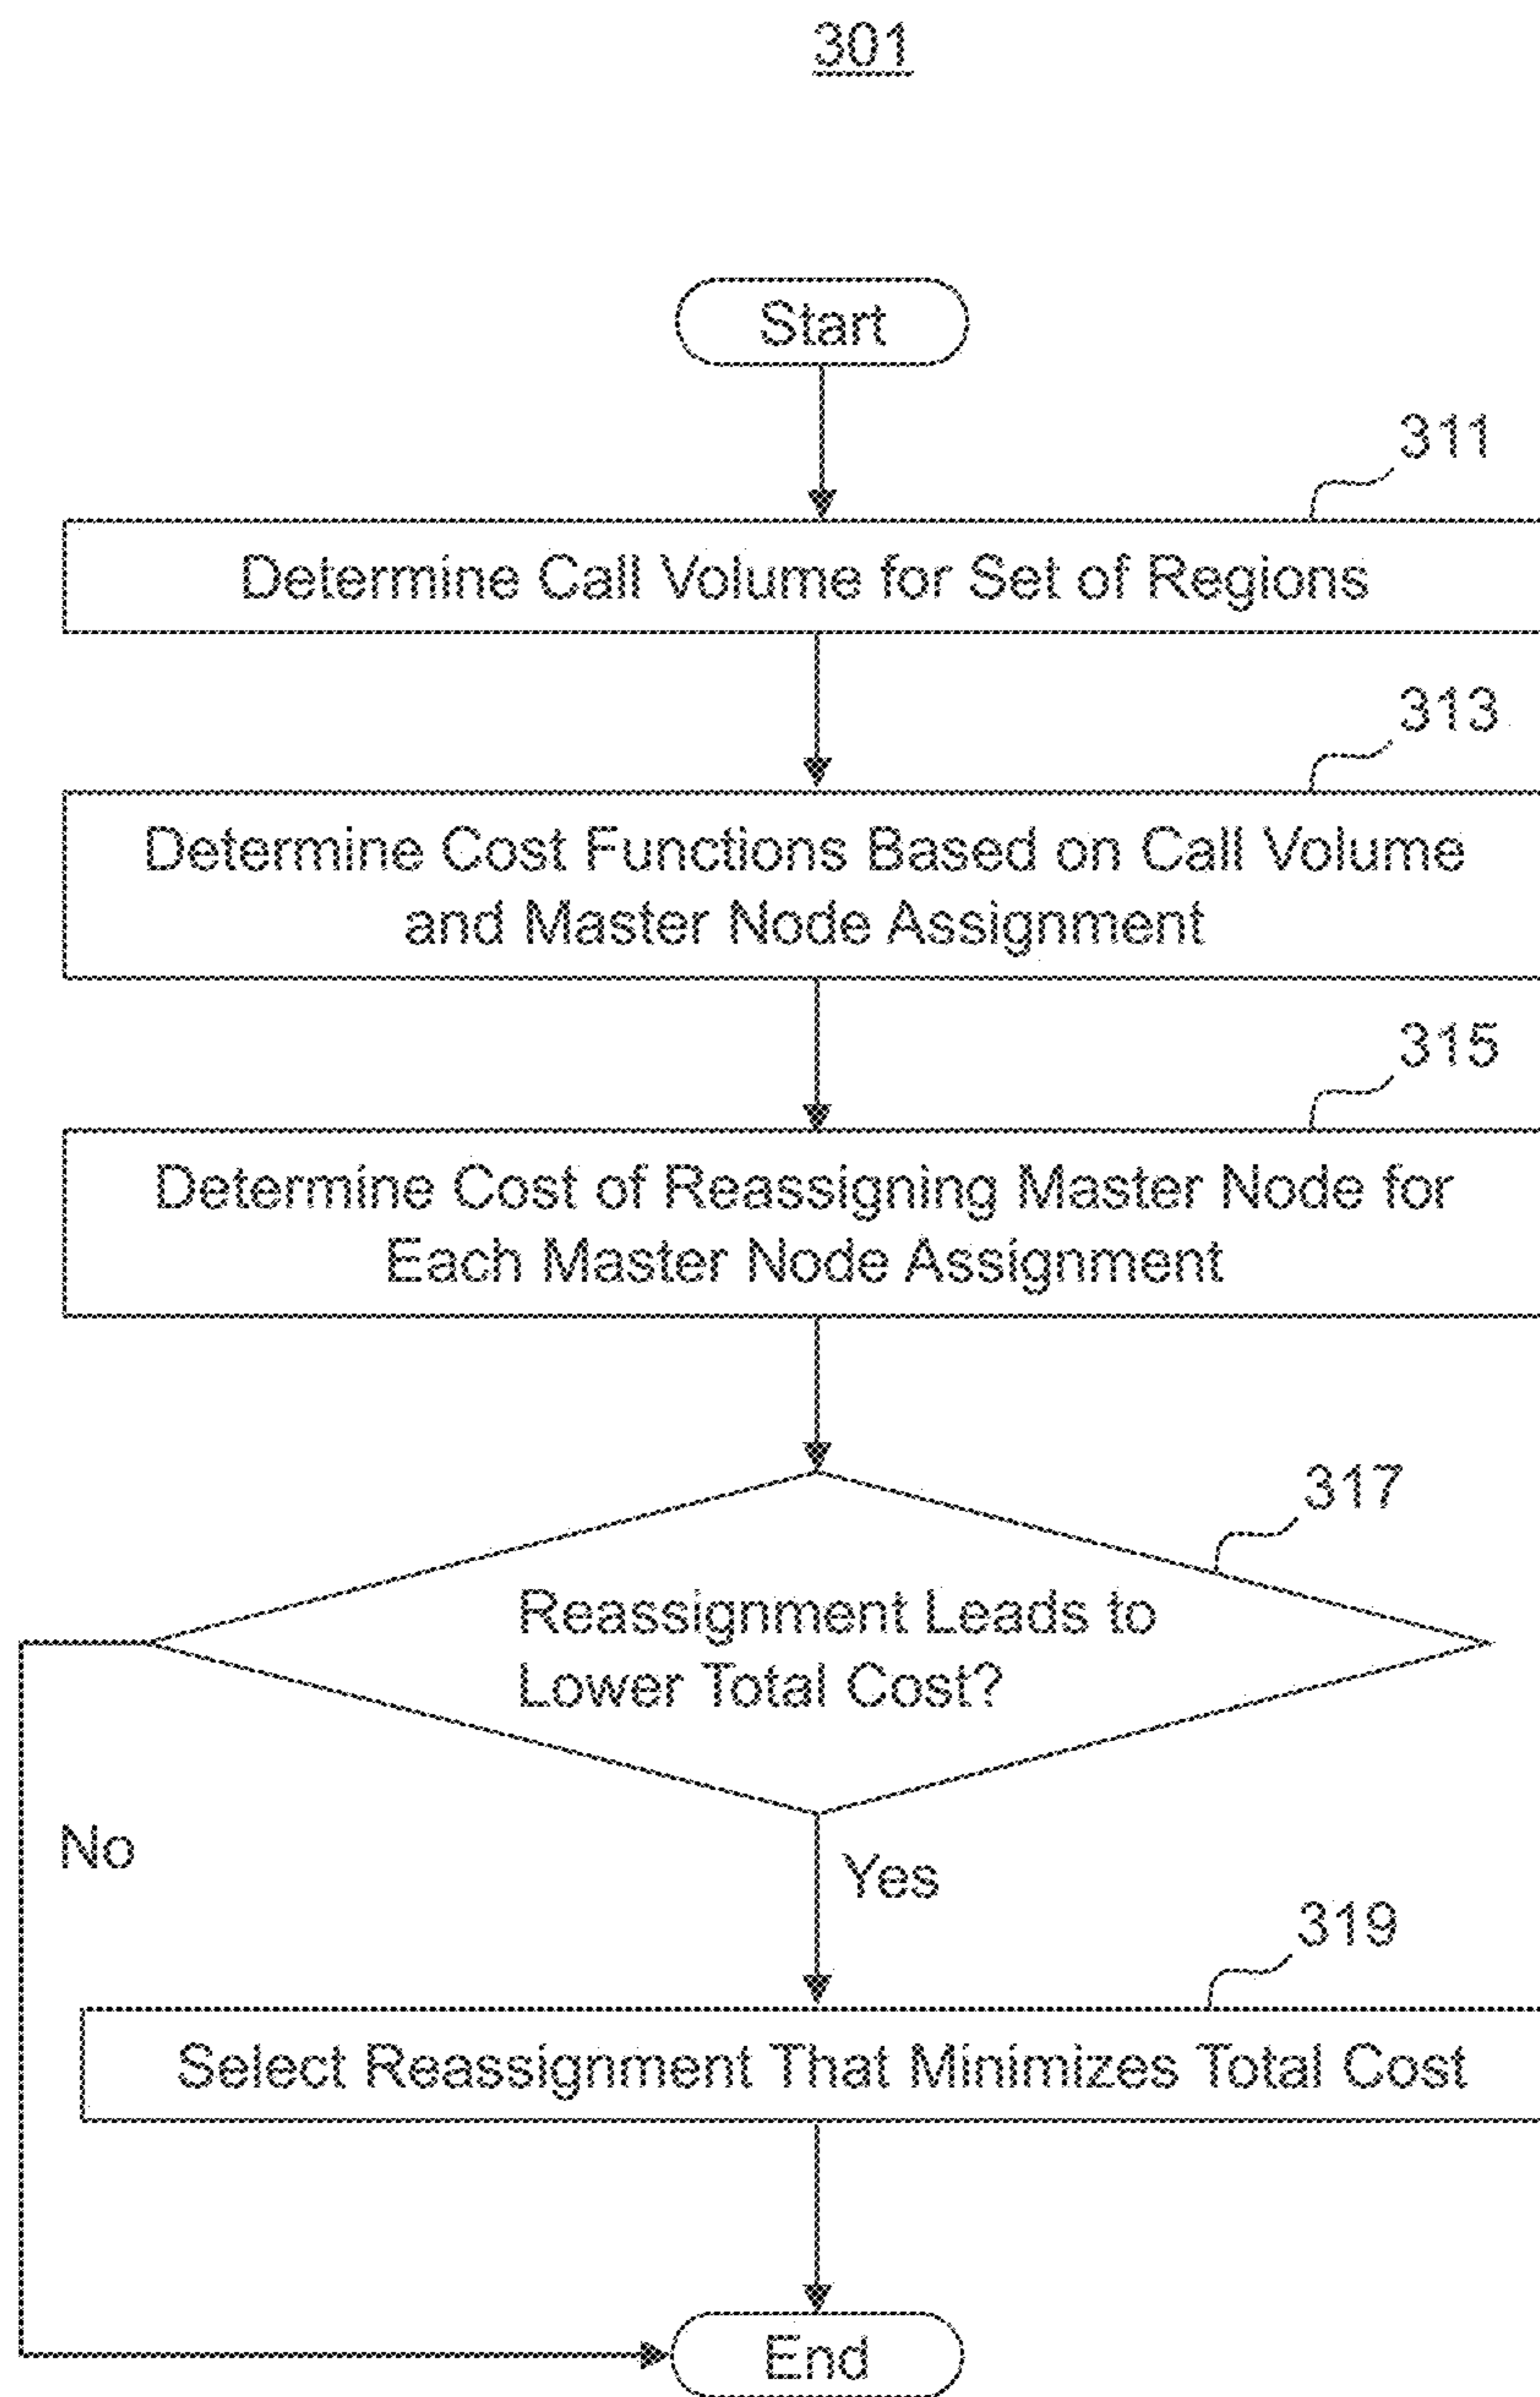 301
Start
311
Determine Call Volume for Set of Regions
313
Determine Cost Functions Based on Call Volume
and Master Node Assignment
315
Determine Cost of Reassigning Master Node for
Each Master Node Assignment
317
Reassignment Leads to
Lower Total Cost?
No
Yes
319
Select Reassignment That Minimizes Total Cost
End